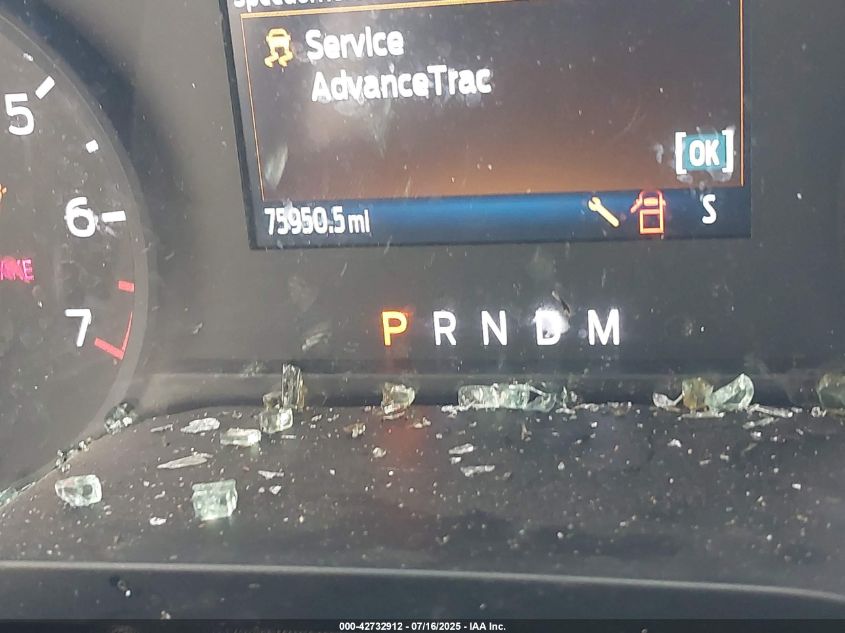 Service
AdvanceTrac
[OK]
75950.5 mi
S
5
6
7
P R N D M
000-42732912 - 07/16/2025 - IAA Inc.